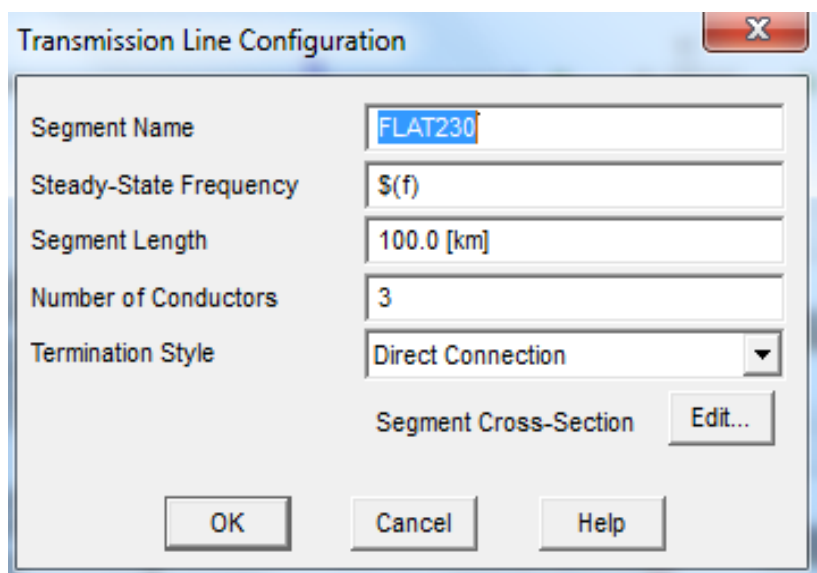 Transmission Line Configuration
Segment Name FLAT230
Steady-State Frequency $(f)
Segment Length 100.0 [km]
Number of Conductors 3
Termination Style Direct Connection
Segment Cross-Section Edit...
OK Cancel Help